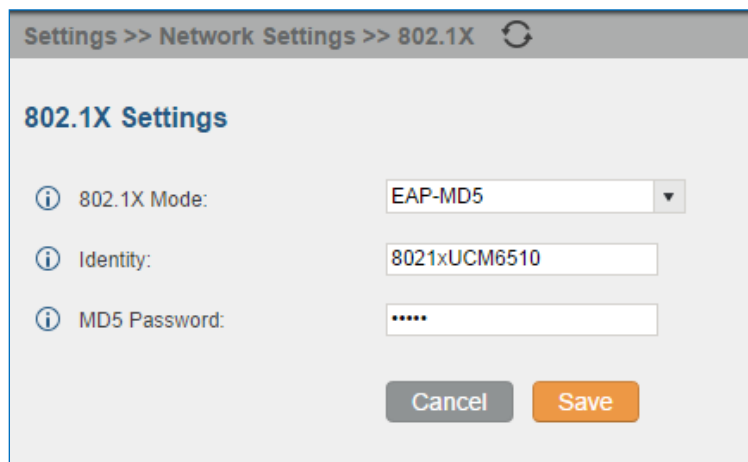 Settings >> Network Settings >> 802.1X
802.1X Settings
802.1X Mode: EAP-MD5
Identity: 8021xUCM6510
MD5 Password: •••••
Cancel Save